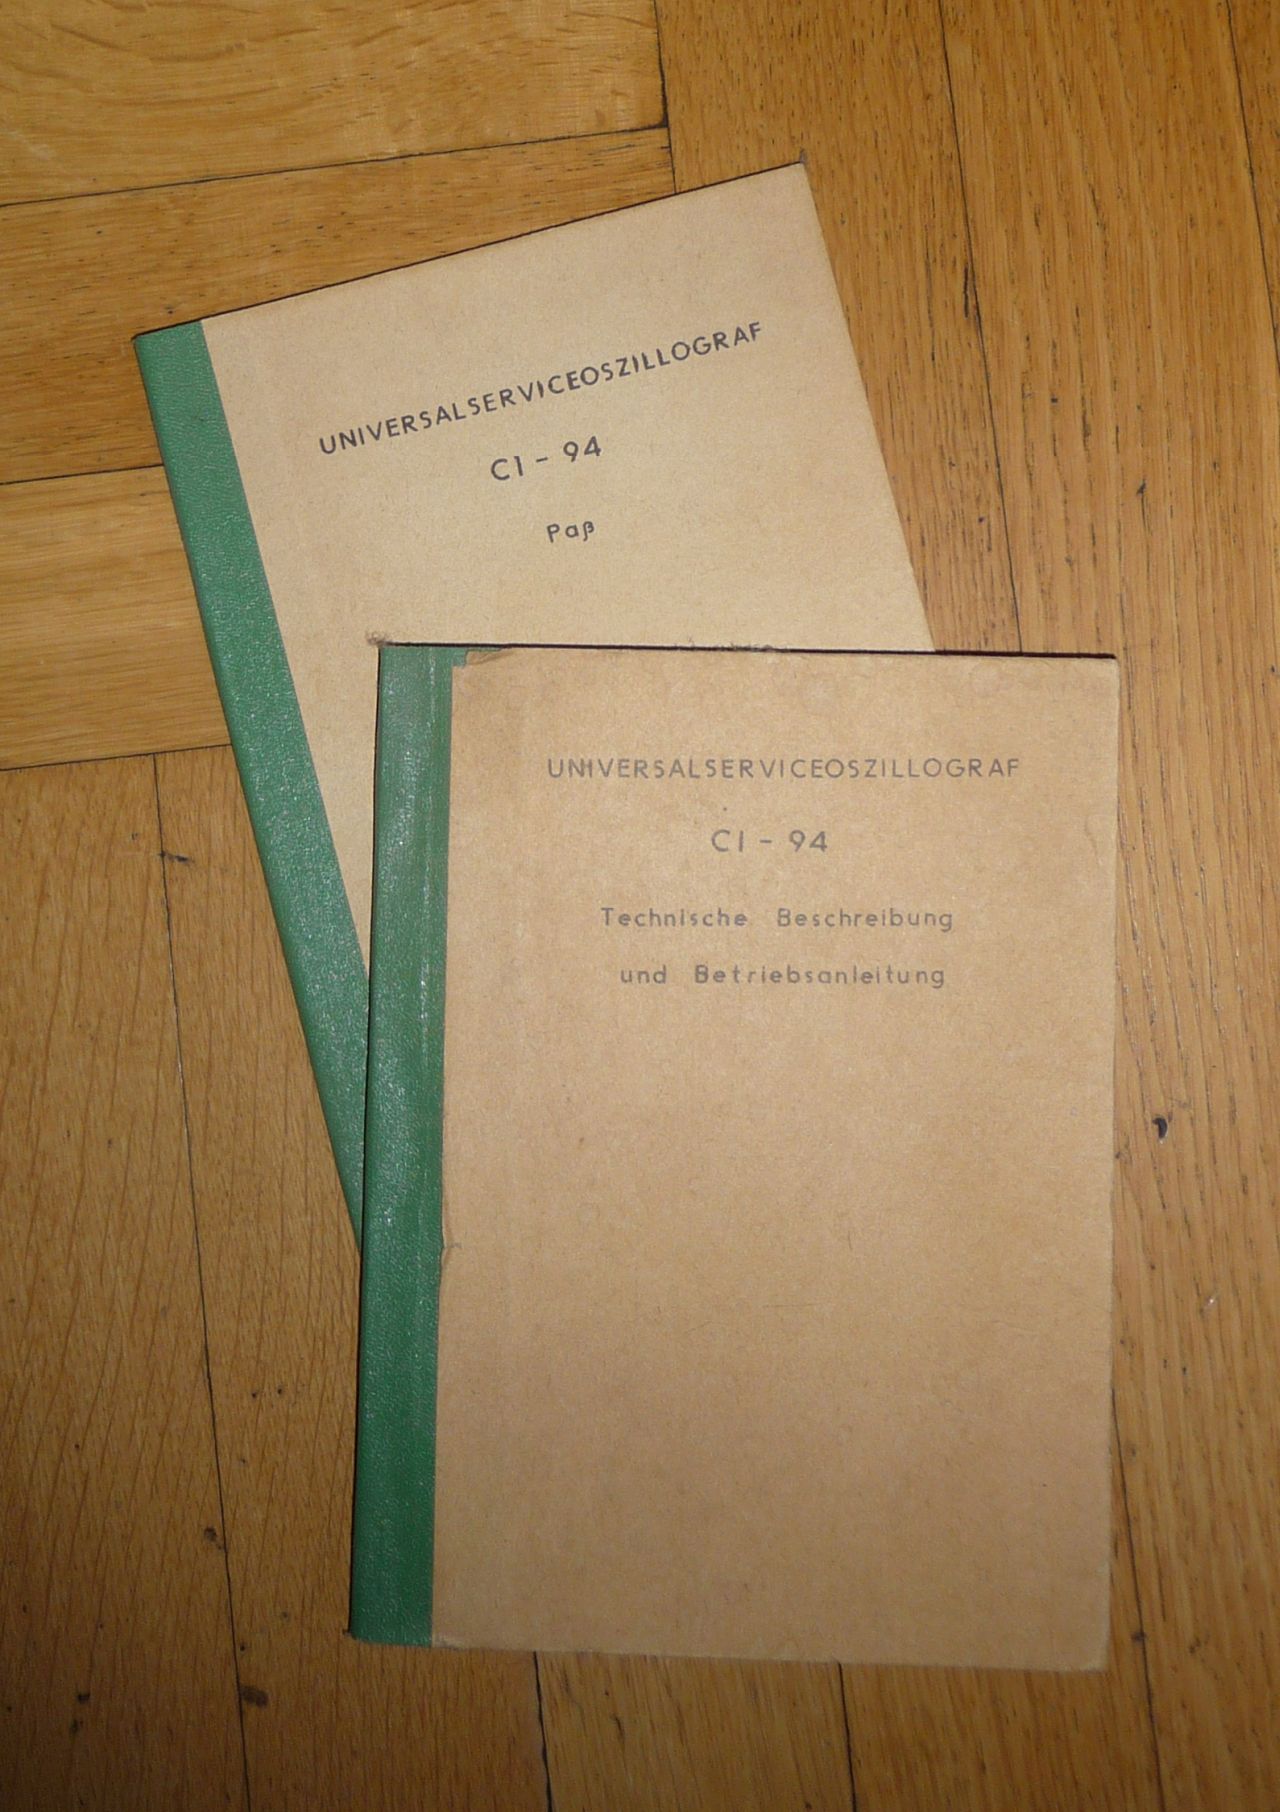 UNIVERSALSERVICEOSZILLOGRAF
CI - 94
Paß
UNIVERSALSERVICEOSZILLOGRAF
CI - 94
Technische Beschreibung
und Betriebsanleitung